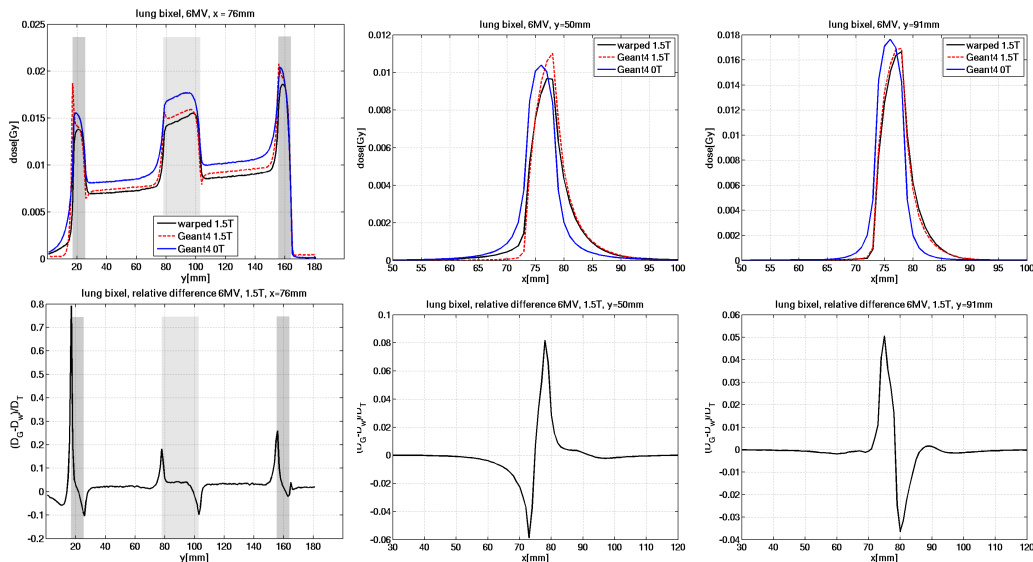 lung bixel, 6MV, x = 76mm
0.025
0.02
0.015
0.01
0.005
0
dose[Gy]
warped 1.5T
Geant4 1.5T
Geant4 0T
20 40 60 80 100 120 140 160 180
y[mm]
lung bixel, 6MV, y=50mm
0.012
0.01
0.008
0.006
0.004
0.002
0
dose[Gy]
warped 1.5T
Geant4 1.5T
Geant4 0T
50 55 60 65 70 75 80 85 90 95 100
x[mm]
lung bixel, 6MV, y=91mm
0.018
0.016
0.014
0.012
0.01
0.008
0.006
0.004
0.002
0
dose[Gy]
warped 1.5T
Geant4 1.5T
Geant4 0T
50 55 60 65 70 75 80 85 90 95 100
x[mm]
lung bixel, relative difference 6MV, 1.5T, x=76mm
0.8
0.7
0.6
0.5
0.4
0.3
0.2
0.1
0
-0.1
0.2
(D_G-D_w)/D_T
20 40 60 80 100 120 140 160 180
y[mm]
lung bixel, relative difference 6MV, 1.5T, y=50mm
0.1
0.08
0.06
0.04
0.02
0
-0.02
-0.04
-0.06
(D_G-D_w)/D_T
30 40 50 60 70 80 90 100 110 120
x[mm]
lung bixel, relative difference 6MV, 1.5T, y=91mm
0.06
0.05
0.04
0.03
0.02
0.01
0
-0.01
-0.02
-0.03
-0.04
(D_G-D_w)/D_T
30 40 50 60 70 80 90 100 110 120
x[mm]